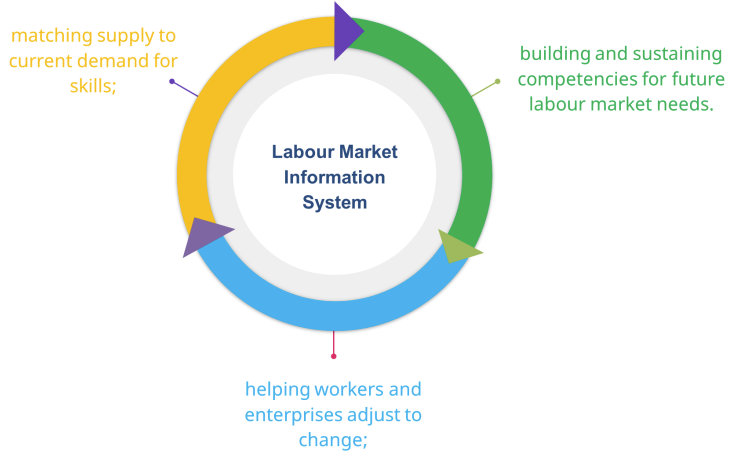 matching supply to
current demand for
skills;
building and sustaining
competencies for future
labour market needs.
Labour Market
Information
System
helping workers and
enterprises adjust to
change;